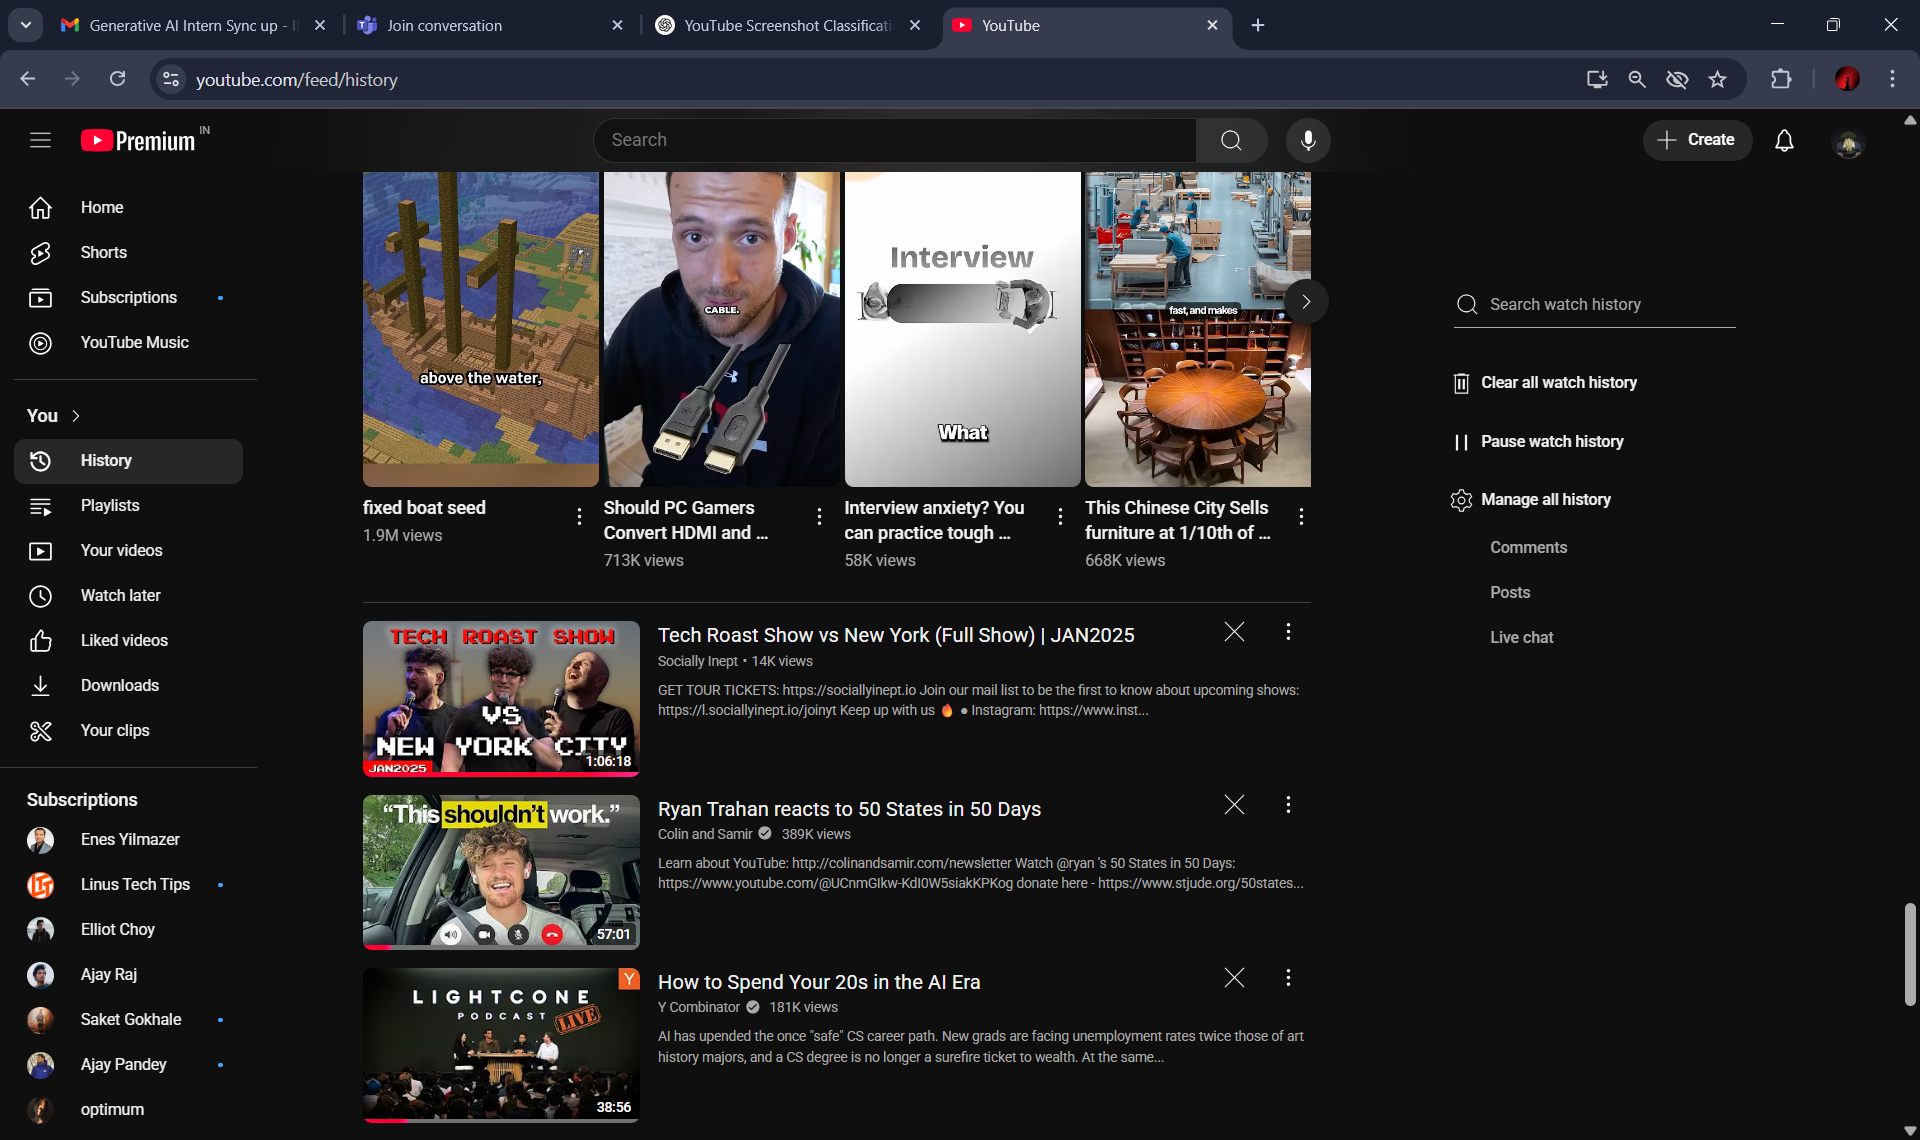 Generative AI Intern Sync up -
Join conversation
YouTube Screenshot Classificati
YouTube
youtube.com/feed/history
Premium IN
Search
Create
Home
Shorts
Subscriptions
YouTube Music
You
History
Playlists
Your videos
Watch later
Liked videos
Downloads
Your clips
Subscriptions
Enes Yilmazer
Linus Tech Tips
Elliot Choy
Ajay Raj
Saket Gokhale
Ajay Pandey
optimum
above the water,
fixed boat seed
1.9M views
CABLE.
Should PC Gamers
Convert HDMI and ...
713K views
Interview
What
Interview anxiety? You
can practice tough ...
58K views
fast, and makes
This Chinese City Sells
furniture at 1/10th of ...
668K views
TECH ROAST SHOW
VS
NEW YORK CITY
JAN2025
1:06:18
Tech Roast Show vs New York (Full Show) | JAN2025
Socially Inept • 14K views
GET TOUR TICKETS: https://sociallyinept.io Join our mail list to be the first to know about upcoming shows:
https://l.sociallyinept.io/joinyt Keep up with us 🔥 ● Instagram: https://www.inst...
“This shouldn’t work.”
57:01
Ryan Trahan reacts to 50 States in 50 Days
Colin and Samir 389K views
Learn about YouTube: http://colinandsamir.com/newsletter Watch @ryan 's 50 States in 50 Days:
https://www.youtube.com/@UCnmGIkw-KdI0W5siakKPKog donate here - https://www.stjude.org/50states...
Y
LIGHTCONE
PODCAST
LIVE
38:56
How to Spend Your 20s in the AI Era
Y Combinator 181K views
AI has upended the once "safe" CS career path. New grads are facing unemployment rates twice those of art
history majors, and a CS degree is no longer a surefire ticket to wealth. At the same...
Search watch history
Clear all watch history
Pause watch history
Manage all history
Comments
Posts
Live chat